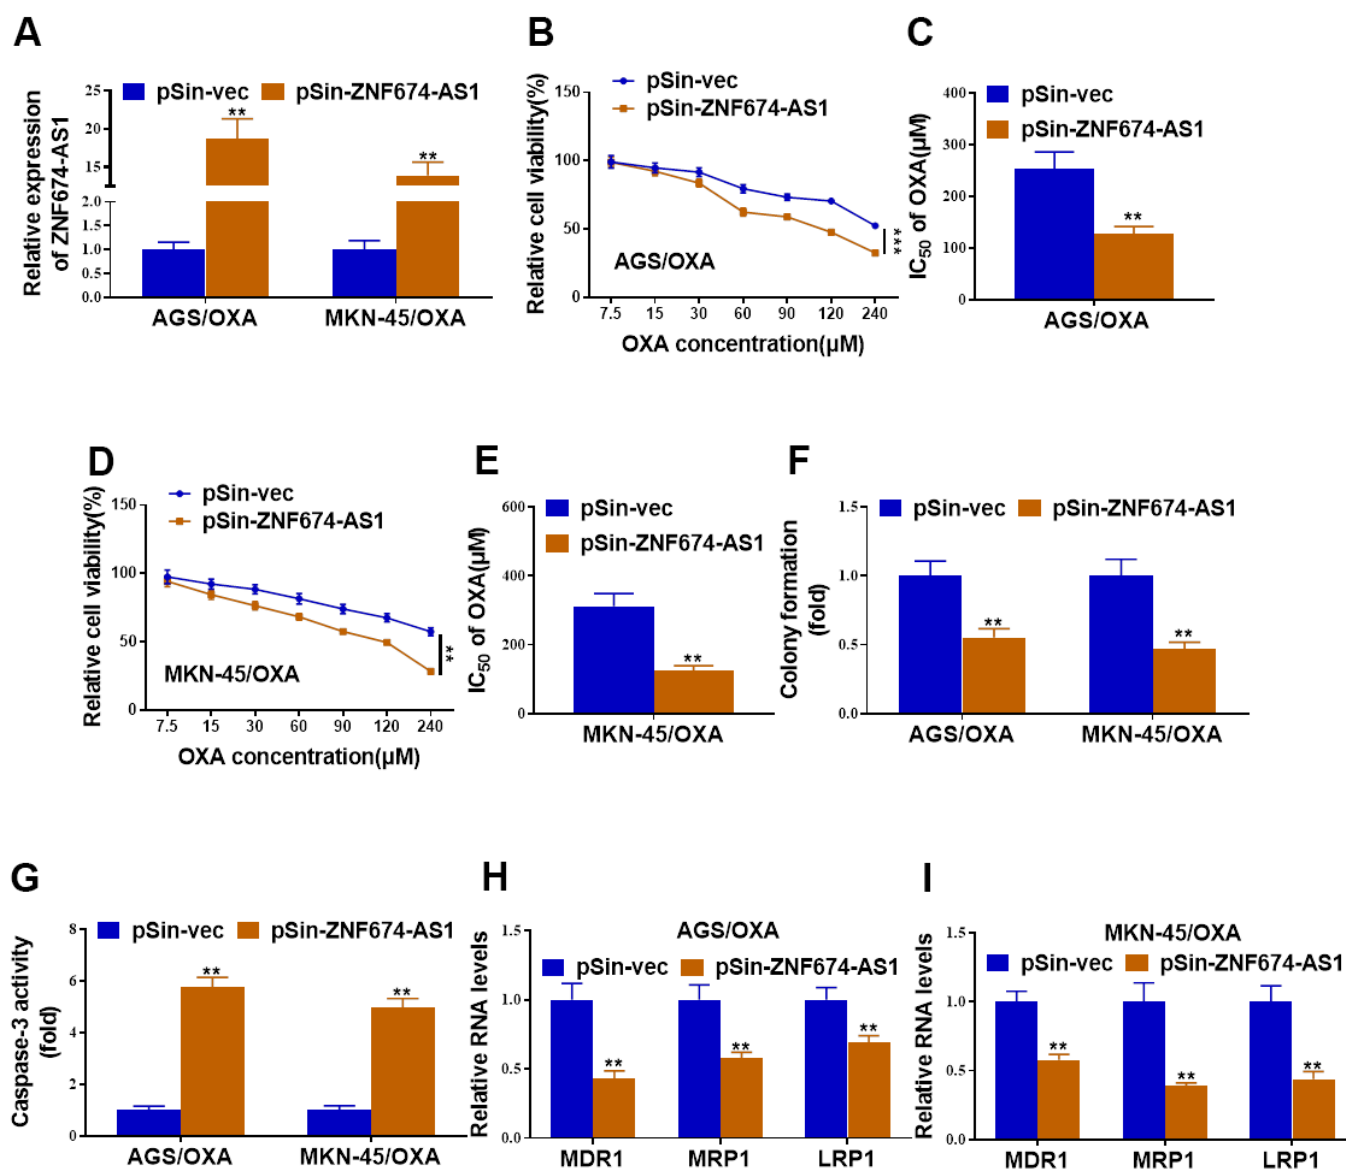 A
Relative expression
of ZNF674-AS1
pSin-vec pSin-ZNF674-AS1
25
20
15
2.0
1.5
1.0
0.5
0.0
** **
AGS/OXA MKN-45/OXA
B
Relative cell viability(%)
pSin-vec
pSin-ZNF674-AS1
150
100
50
0
AGS/OXA
***
7.5 15 30 60 90 120 240
OXA concentration(µM)
C
IC50 of OXA(µM)
pSin-vec
pSin-ZNF674-AS1
400
300
200
100
0
**
AGS/OXA
D
Relative cell viability(%)
pSin-vec
pSin-ZNF674-AS1
150
100
50
0
MKN-45/OXA
**
7.5 15 30 60 90 120 240
OXA concentration(µM)
E
IC50 of OXA(µM)
pSin-vec
pSin-ZNF674-AS1
600
400
200
0
**
MKN-45/OXA
F
Colony formation
(fold)
pSin-vec pSin-ZNF674-AS1
1.5
1.0
0.5
0.0
** **
AGS/OXA MKN-45/OXA
G
Caspase-3 activity
(fold)
pSin-vec pSin-ZNF674-AS1
8
6
4
2
0
** **
AGS/OXA MKN-45/OXA
H
Relative RNA levels
AGS/OXA
pSin-vec pSin-ZNF674-AS1
1.5
1.0
0.5
0.0
** ** **
MDR1 MRP1 LRP1
I
Relative RNA levels
MKN-45/OXA
pSin-vec pSin-ZNF674-AS1
1.5
1.0
0.5
0.0
** ** **
MDR1 MRP1 LRP1